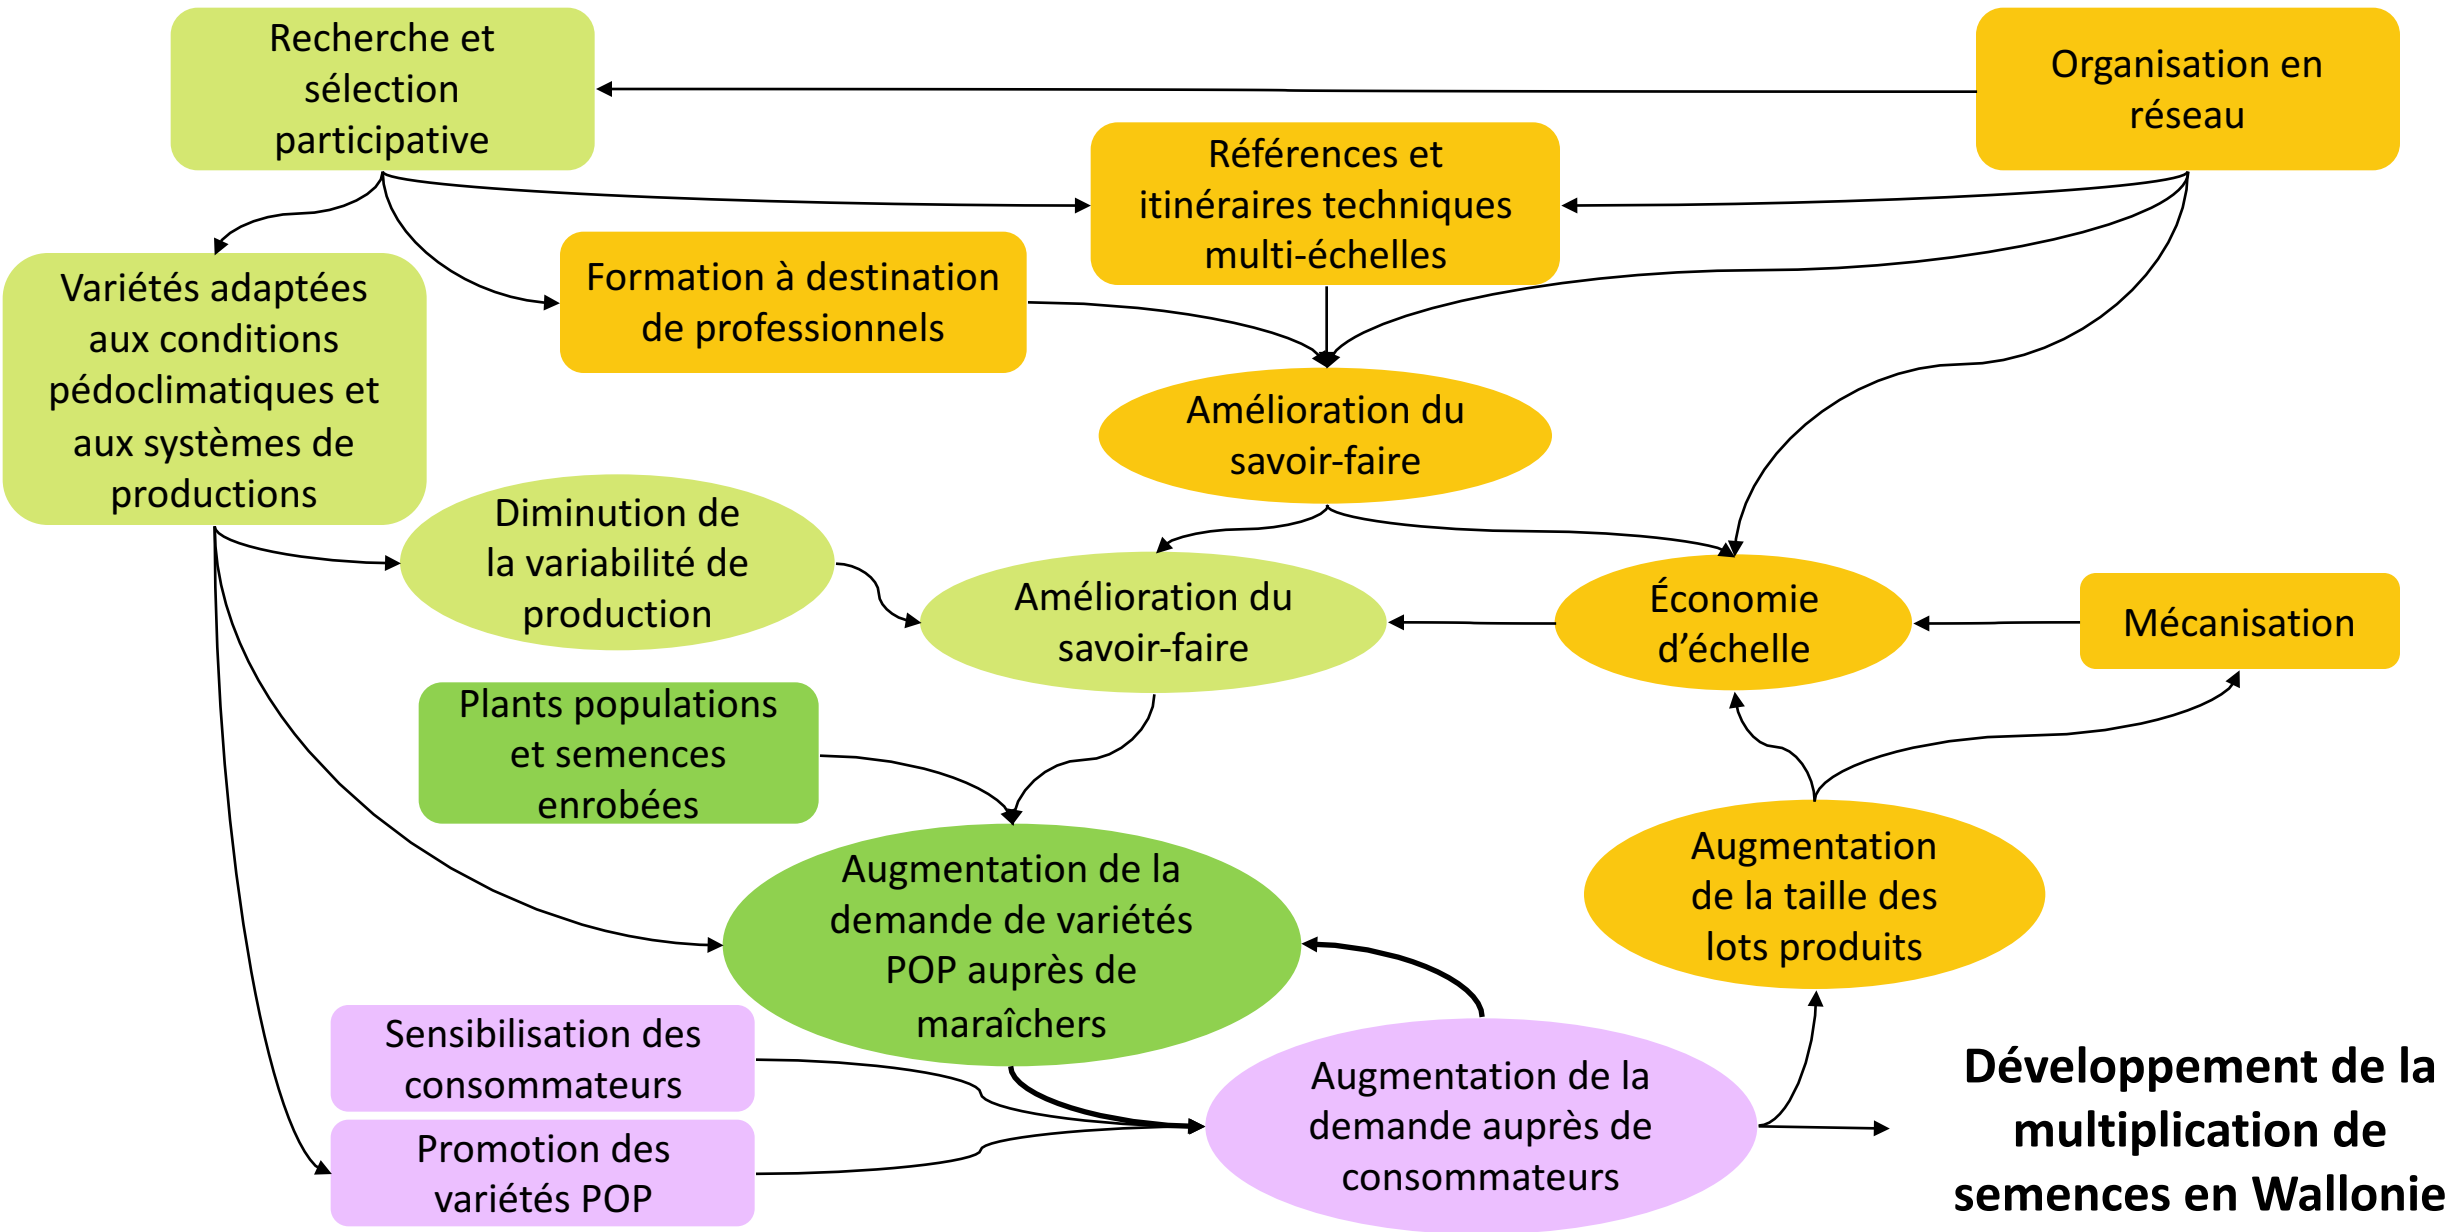 Recherche et
sélection
participative
Organisation en
réseau
Références et
itinéraires techniques
multi-échelles
Formation à destination
de professionnels
Variétés adaptées
aux conditions
pédoclimatiques et
aux systèmes de
productions
Amélioration du
savoir-faire
Diminution de
la variabilité de
production
Amélioration du
savoir-faire
Économie
d’échelle
Mécanisation
Plants populations
et semences
enrobées
Augmentation de la
demande de variétés
POP auprès de
maraîchers
Augmentation
de la taille des
lots produits
Sensibilisation des
consommateurs
Promotion des
variétés POP
Augmentation de la
demande auprès de
consommateurs
Développement de la
multiplication de
semences en Wallonie